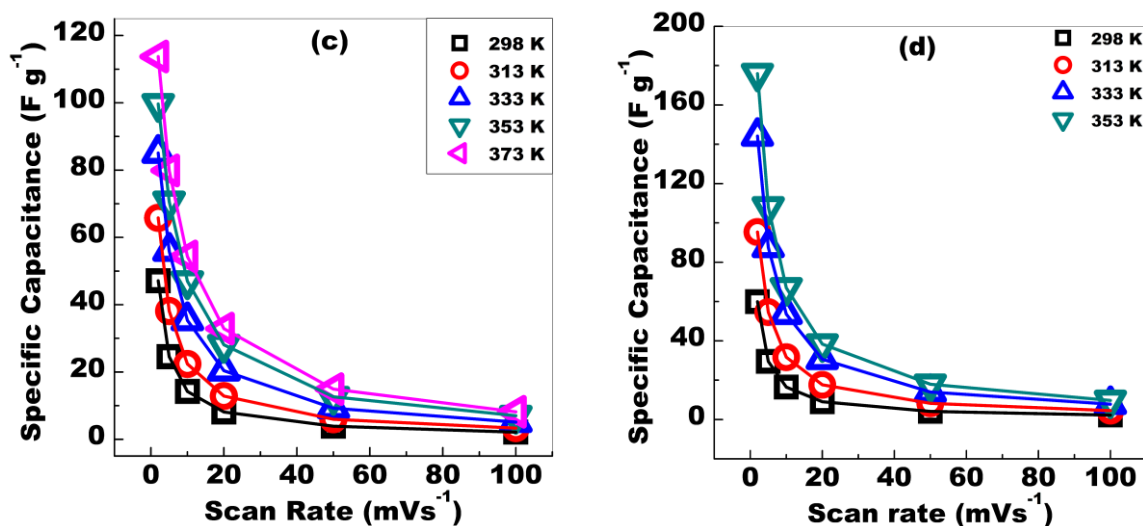 (c)
298 K
313 K
333 K
353 K
373 K
Specific Capacitance (F g⁻¹)
120
100
80
60
40
20
0
0 20 40 60 80 100
Scan Rate (mVs⁻¹)
(d)
298 K
313 K
333 K
353 K
Specific Capacitance (F g⁻¹)
200
160
120
80
40
0
0 20 40 60 80 100
Scan rate (mVs⁻¹)